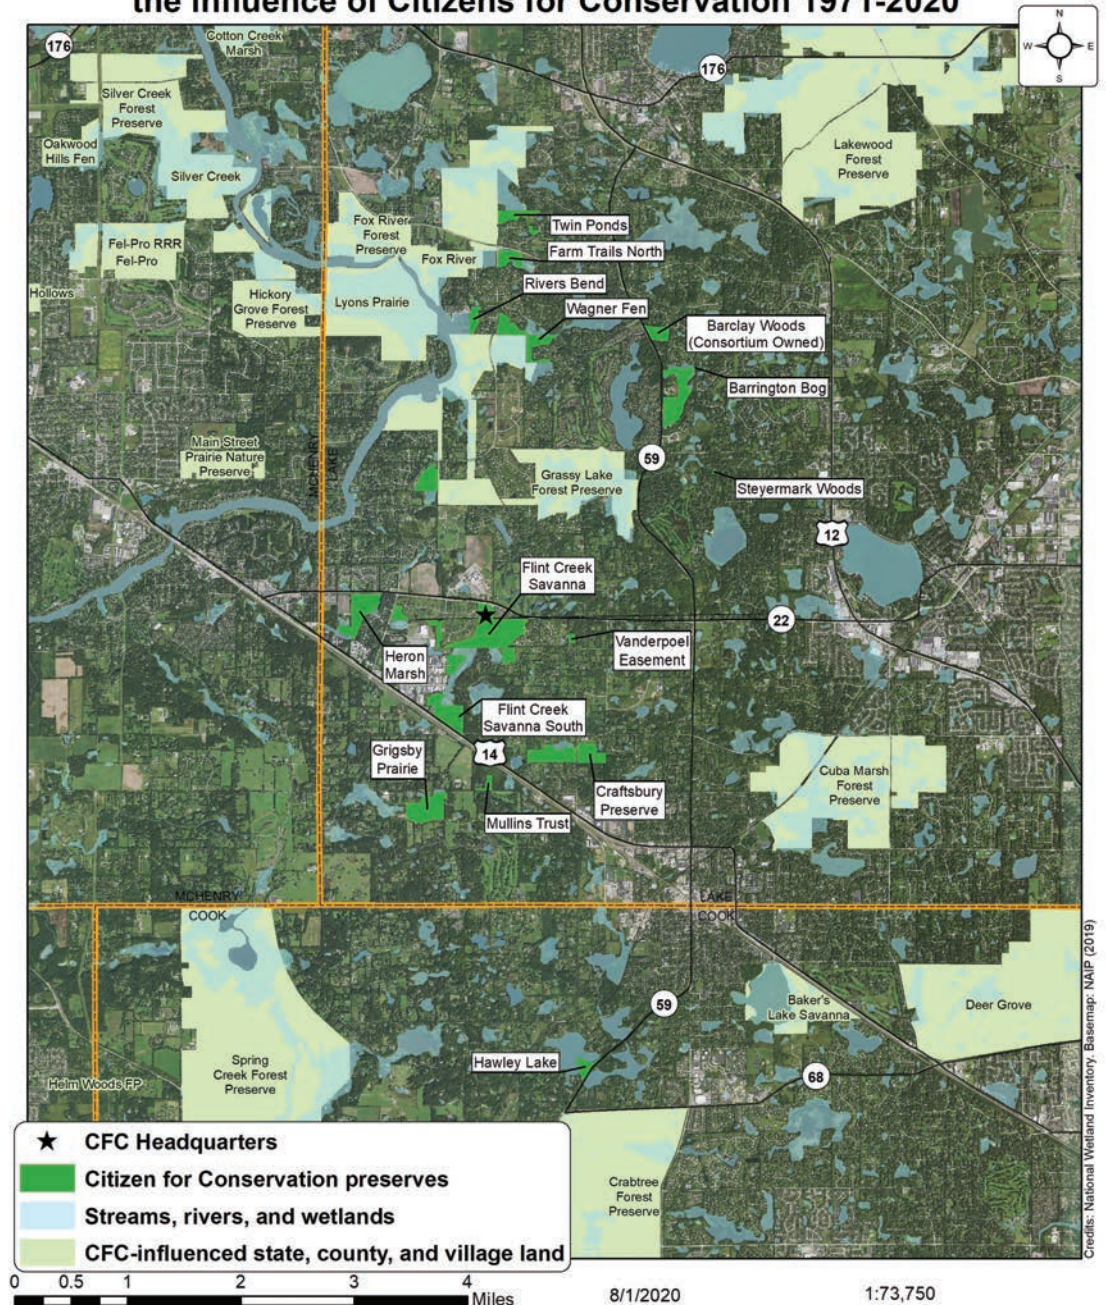 the Influence of Citizens for Conservation 1971-2020
N
W
E
S
176
Cotton Creek
Marsh
176
Silver Creek
Forest
Preserve
Oakwood
Hills Fen
Silver Creek
Lakewood
Forest
Preserve
Fox River
Forest
Preserve
Twin Ponds
Fel-Pro RRR
Fel-Pro
Fox River
Farm Trails North
Hollows
Hickory
Grove Forest
Preserve
Lyons Prairie
Rivers Bend
Wagner Fen
Barclay Woods
(Consortium Owned)
Barrington Bog
Main Street
Prairie Nature
Preserve
MCHENRY
LAKE
59
Grassy Lake
Forest Preserve
Steyermark Woods
12
Flint Creek
Savanna
22
Heron
Marsh
Vanderpoel
Easement
Flint Creek
Savanna South
14
Grigsby
Prairie
Craftsbury
Preserve
Cuba Marsh
Forest
Preserve
Mullins Trust
MCHENRY
COOK
LAKE
COOK
59
Baker's
Lake Savanna
Deer Grove
Spring
Creek Forest
Preserve
Hawley Lake
68
Helm Woods FP
Crabtree
Forest
Preserve
CFC Headquarters
Citizen for Conservation preserves
Streams, rivers, and wetlands
CFC-influenced state, county, and village land
0 0.5 1 2 3 4
Miles
8/1/2020
1:73,750
Credits: National Wetland Inventory, Basemap: NAIP (2019)